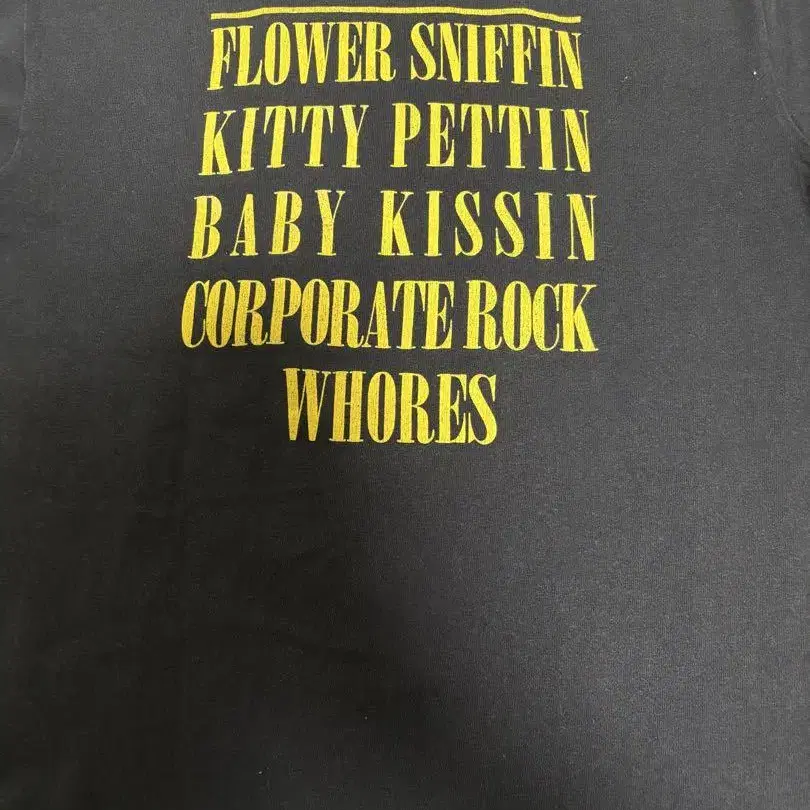 FLOWER SNIFFIN
KITTY PETTIN
BABY KISSIN
CORPORATE ROCK
WHORES